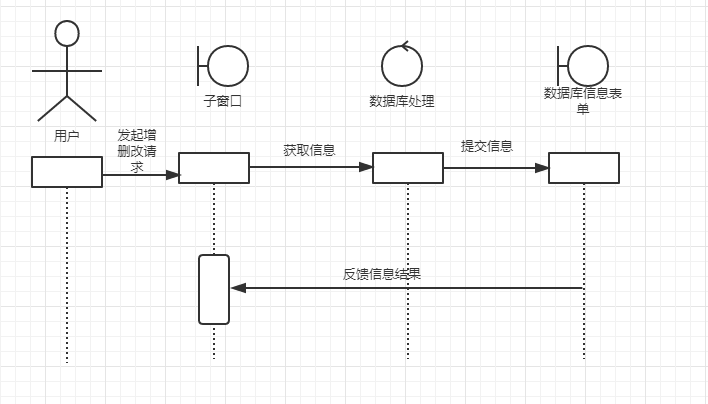 子窗口
数据库处理
数据库信息表
单
用户
发起增
删改请
求
获取信息
提交信息
反馈信息结果